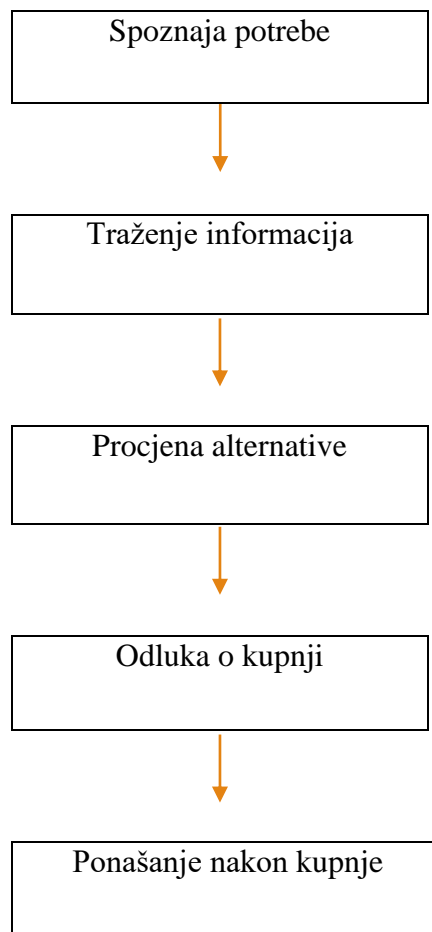 Spoznaja potrebe
Traženje informacija
Procjena alternative
Odluka o kupnji
Ponašanje nakon kupnje